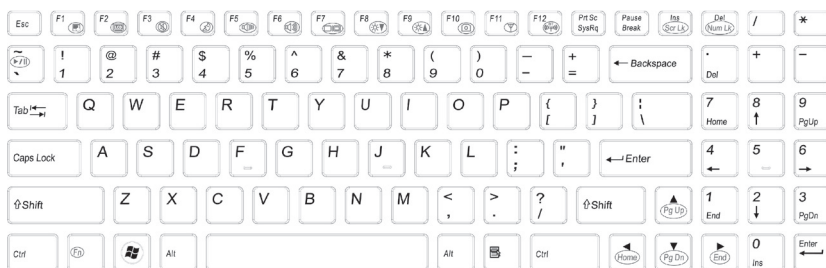 Esc F1 F2 F3 F4 F5 F6 F7 F8 F9 F10 F11 F12 Prt Sc SysRq Pause Break Ins Scr Lk Del Num Lk / *
~ ` ! 1 @ 2 # 3 $ 4 % 5 ^ 6 & 7 * 8 ( 9 ) 0 – - + = ← Backspace . Del + –
Tab Q W E R T Y U I O P { [ } ] ¦ \ 7 Home 8 ↑ 9 PgUp
Caps Lock A S D F G H J K L : ; " ' Enter 4 ← 5 6 →
⇧Shift Z X C V B N M < , > . ? / ⇧Shift ▲ Pg Up 1 End 2 ↓ 3 PgDn
Ctrl Fn Alt Alt Ctrl ◄ Home ▼ Pg Dn ► End 0 Ins Enter